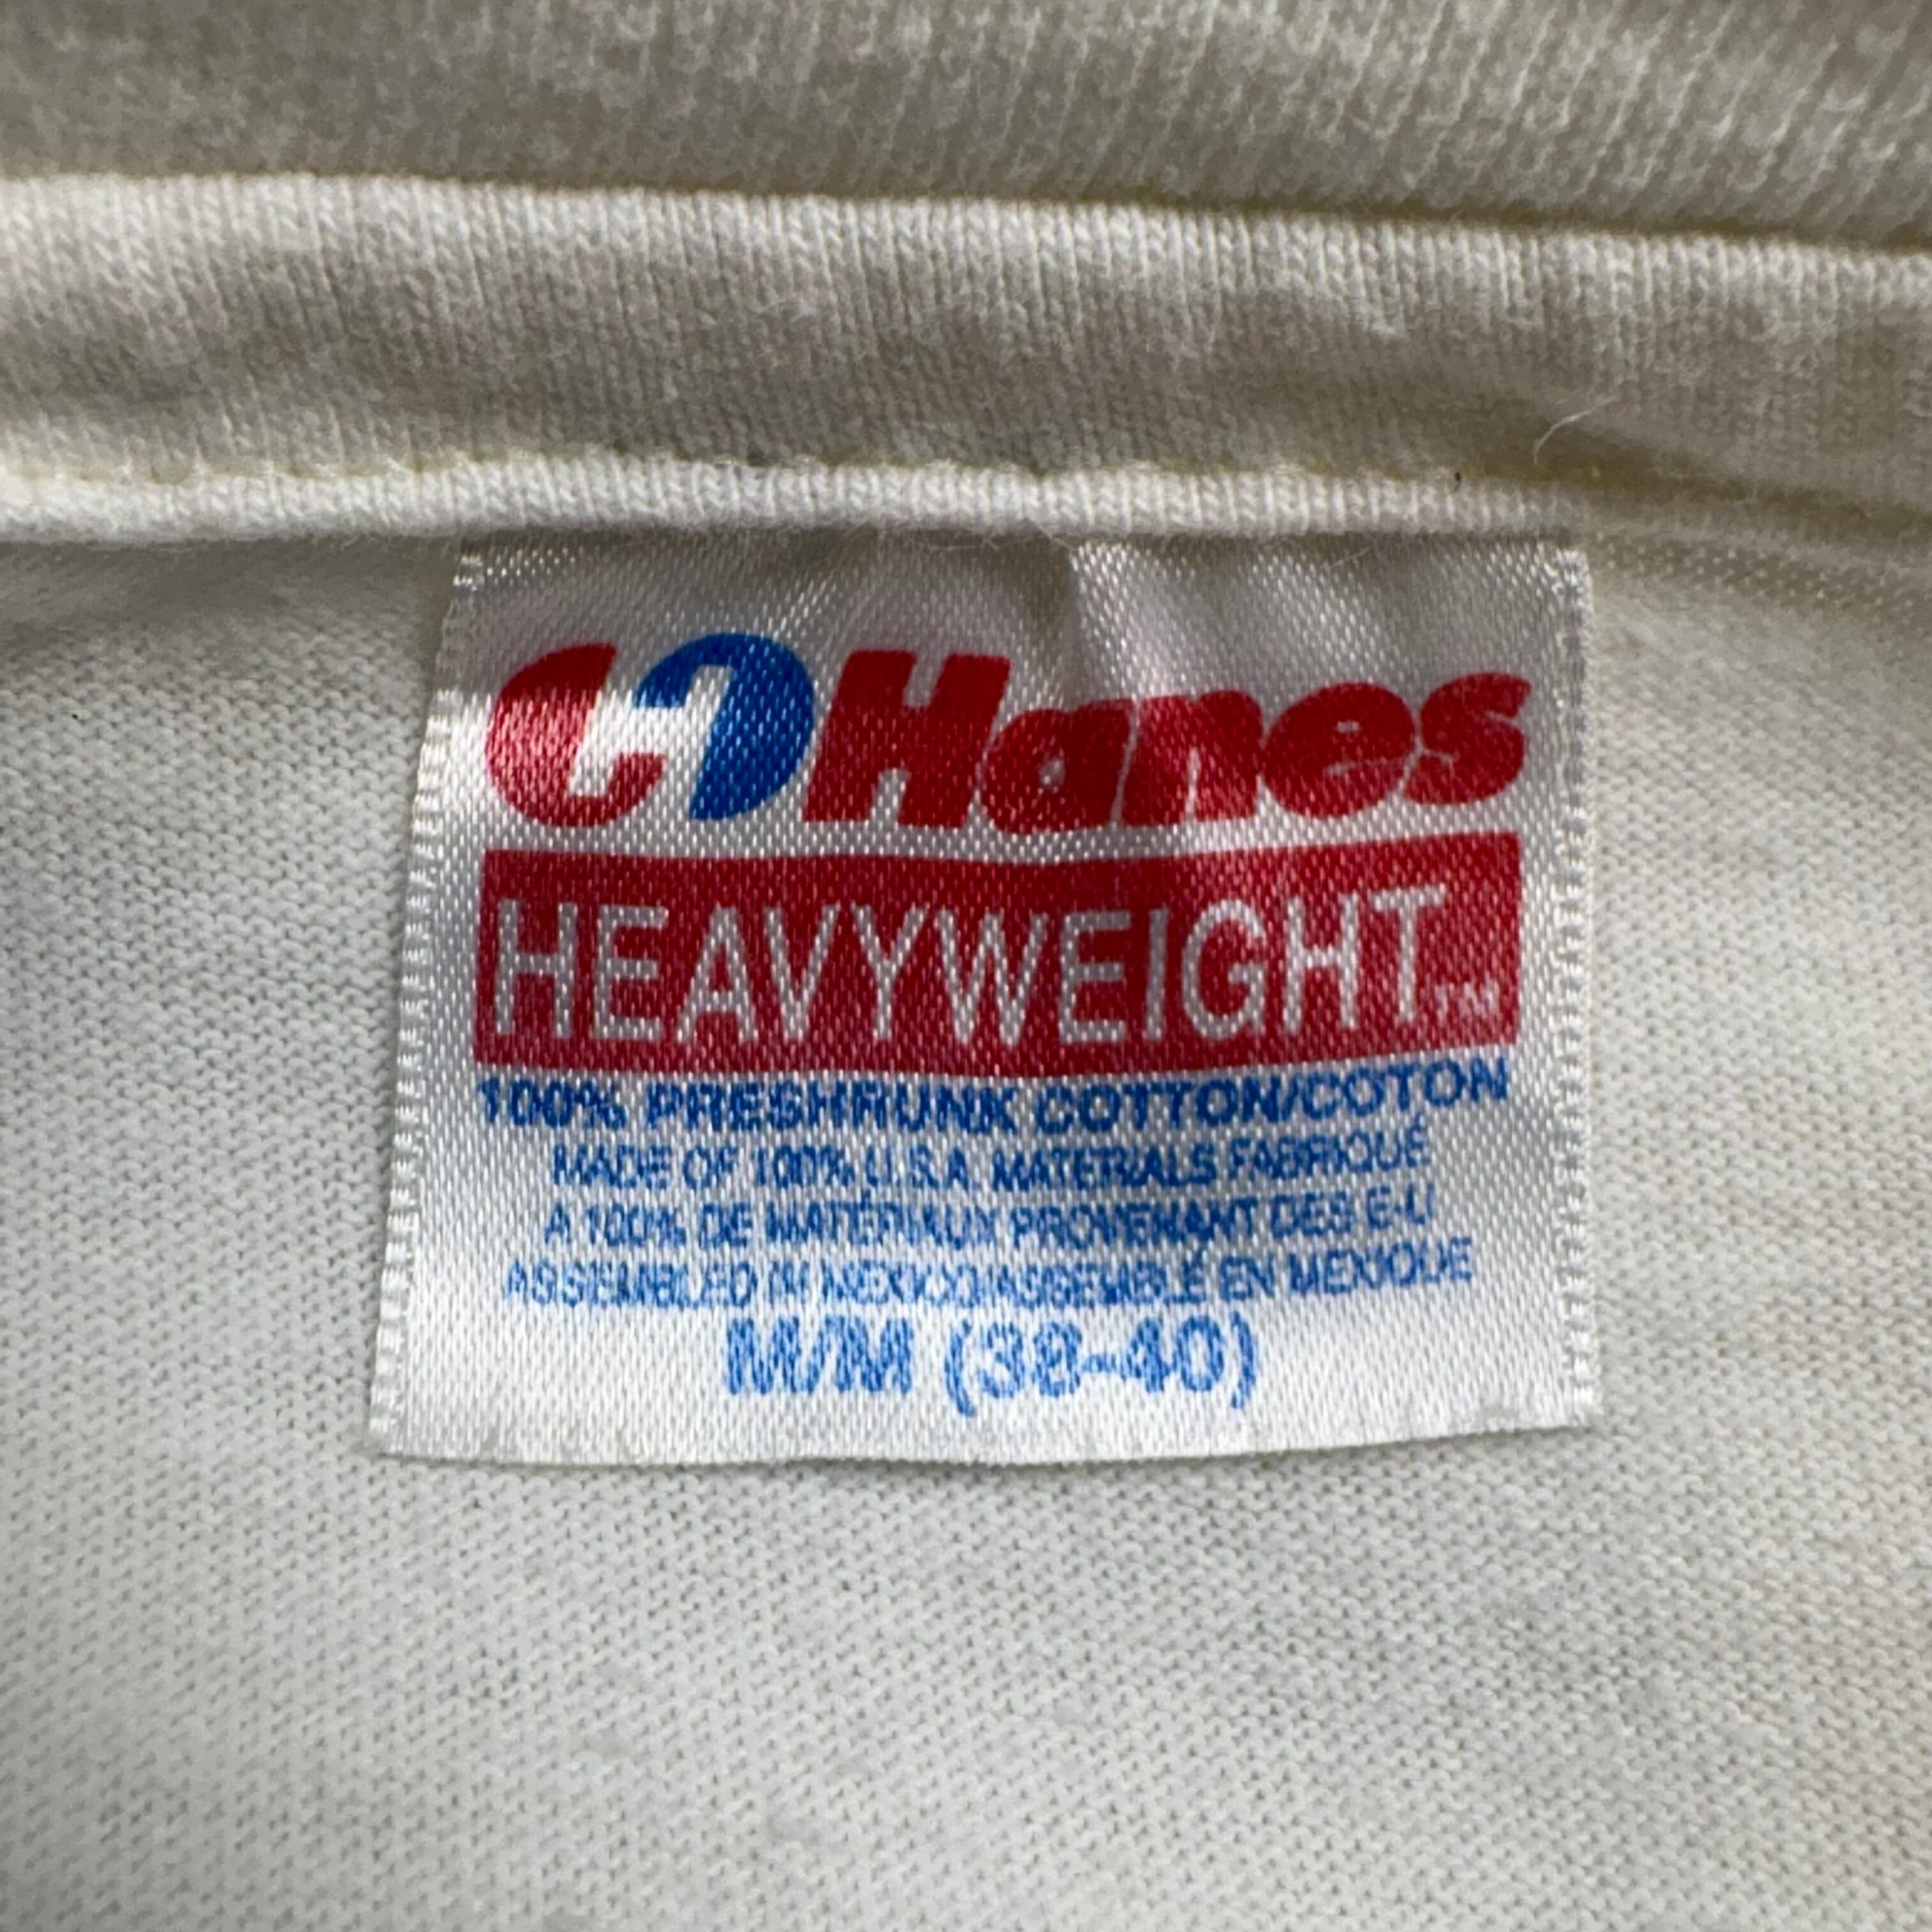 Hanes
HEAVYWEIGHT™
100% PRESHRUNK COTTON/COTON
MADE OF 100% U.S.A. MATERIALS FABRIQUÉ
A 100% DE MATÉRIAUX PROVENANT DES E-U
ASSEMBLED IN MEXICO/ASSEMBLÉ EN MEXIQUE
M/M (38-40)